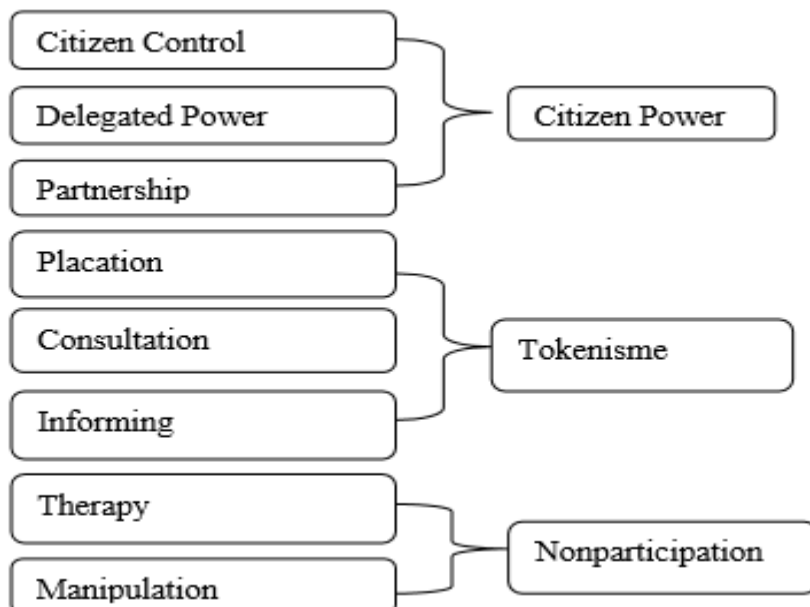 Citizen Control
Delegated Power
Partnership
Citizen Power
Placation
Consultation
Informing
Tokenisme
Therapy
Manipulation
Nonparticipation